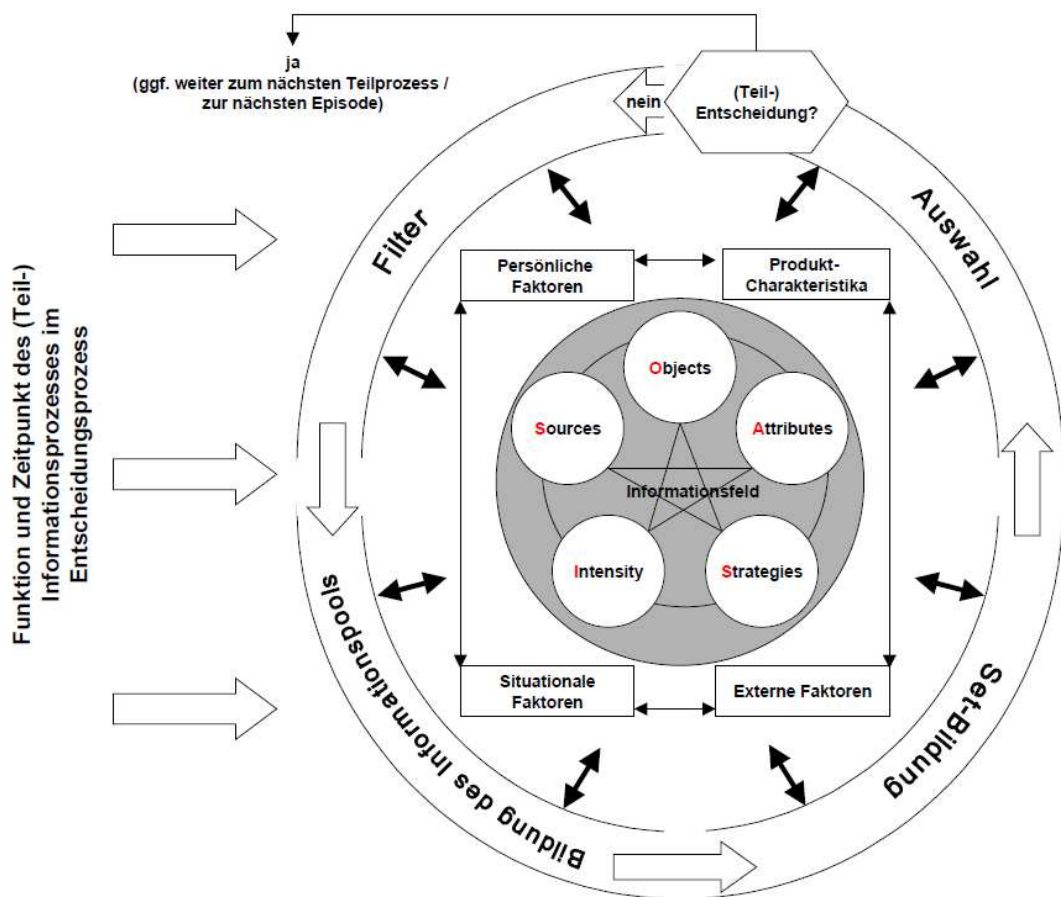 ja
(ggf. weiter zum nächsten Teilprozess /
zur nächsten Episode)
nein
(Teil-)
Entscheidung?
Filter
Auswahl
Persönliche
Faktoren
Produkt-
Charakteristika
Funktion und Zeitpunkt des (Teil-)
Informationsprozesses im
Entscheidungsprozess
Objects
Sources
Attributes
Informationsfeld
Intensity
Strategies
Situationale
Faktoren
Externe Faktoren
Bildung des Informationspools
Set-Bildung